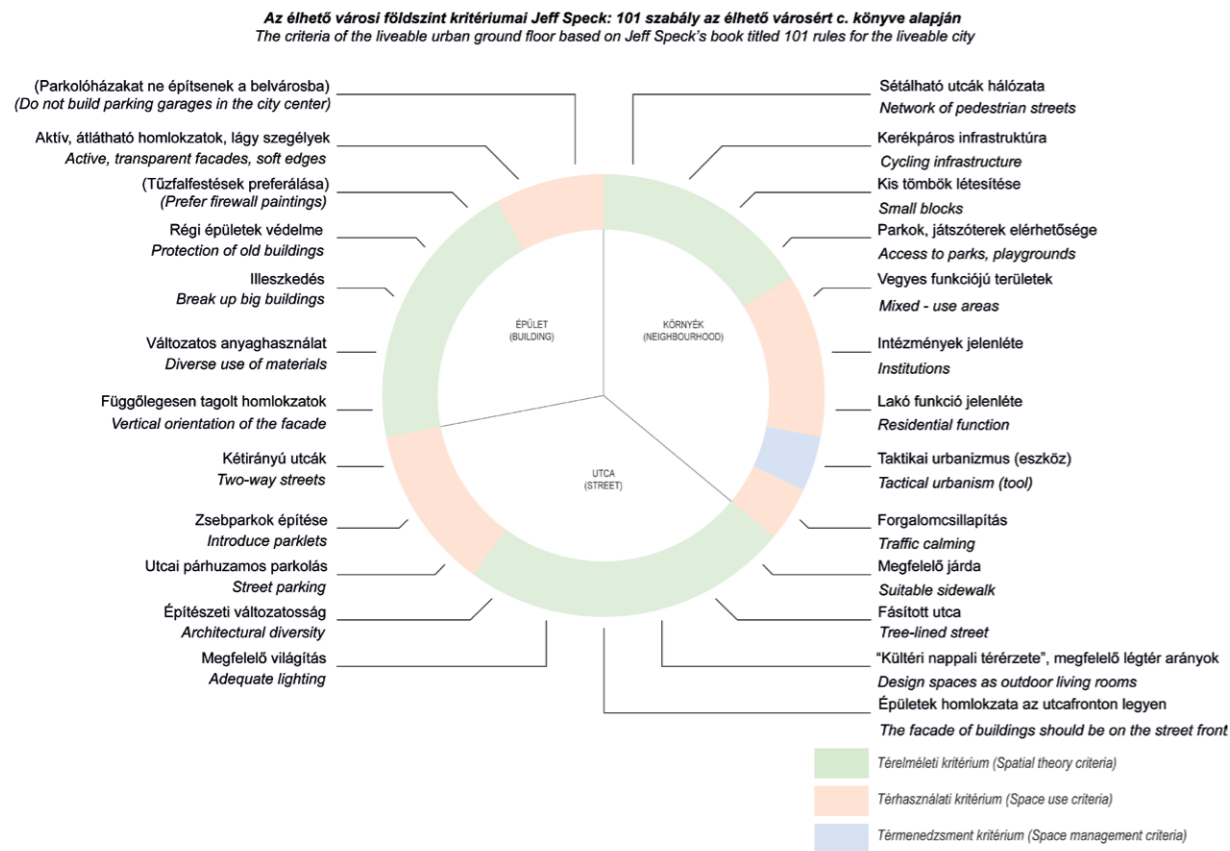 Az élhető városi földszint kritériumai Jeff Speck: 101 szabály az élhető városért c. könyve alapján
The criteria of the liveable urban ground floor based on Jeff Speck's book titled 101 rules for the liveable city
(Parkolóházakat ne építsenek a belvárosba)
(Do not build parking garages in the city center)
Aktív, átlátható homlokzatok, lágy szegélyek
Active, transparent facades, soft edges
(Tűzfalfestések preferálása)
(Prefer firewall paintings)
Régi épületek védelme
Protection of old buildings
Illeszkedés
Break up big buildings
Változatos anyaghasználat
Diverse use of materials
Függőlegesen tagolt homlokzatok
Vertical orientation of the facade
Kétirányú utcák
Two-way streets
Zsebparkok építése
Introduce parklets
Utcai párhuzamos parkolás
Street parking
Építészeti változatosság
Architectural diversity
Megfelelő világítás
Adequate lighting
ÉPÜLET
(BUILDING)
KÖRNYÉK
(NEIGHBOURHOOD)
UTCA
(STREET)
Sétálható utcák hálózata
Network of pedestrian streets
Kerékpáros infrastruktúra
Cycling infrastructure
Kis tömbök létesítése
Small blocks
Parkok, játszóterek elérhetősége
Access to parks, playgrounds
Vegyes funkciójú területek
Mixed - use areas
Intézmények jelenléte
Institutions
Lakó funkció jelenléte
Residential function
Taktikai urbanizmus (eszköz)
Tactical urbanism (tool)
Forgalomcsillapítás
Traffic calming
Megfelelő járda
Suitable sidewalk
Fásított utca
Tree-lined street
“Kültéri nappali térérzete”, megfelelő légtér arányok
Design spaces as outdoor living rooms
Épületek homlokzata az utcafronton legyen
The facade of buildings should be on the street front
Térelméleti kritérium (Spatial theory criteria)
Térhasználati kritérium (Space use criteria)
Térmenedzsment kritérium (Space management criteria)